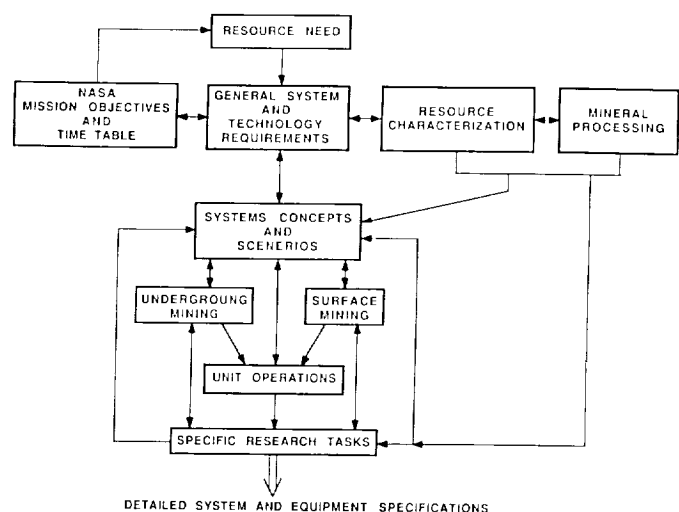 RESOURCE NEED
NASA
MISSION OBJECTIVES
AND
TIME TABLE
GENERAL SYSTEM
AND
TECHNOLOGY
REQUIREMENTS
RESOURCE
CHARACTERIZATION
MINERAL
PROCESSING
SYSTEMS CONCEPTS
AND
SCENERIOS
UNDERGROUNG
MINING
SURFACE
MINING
UNIT OPERATIONS
SPECIFIC RESEARCH TASKS
DETAILED SYSTEM AND EQUIPMENT SPECIFICATIONS